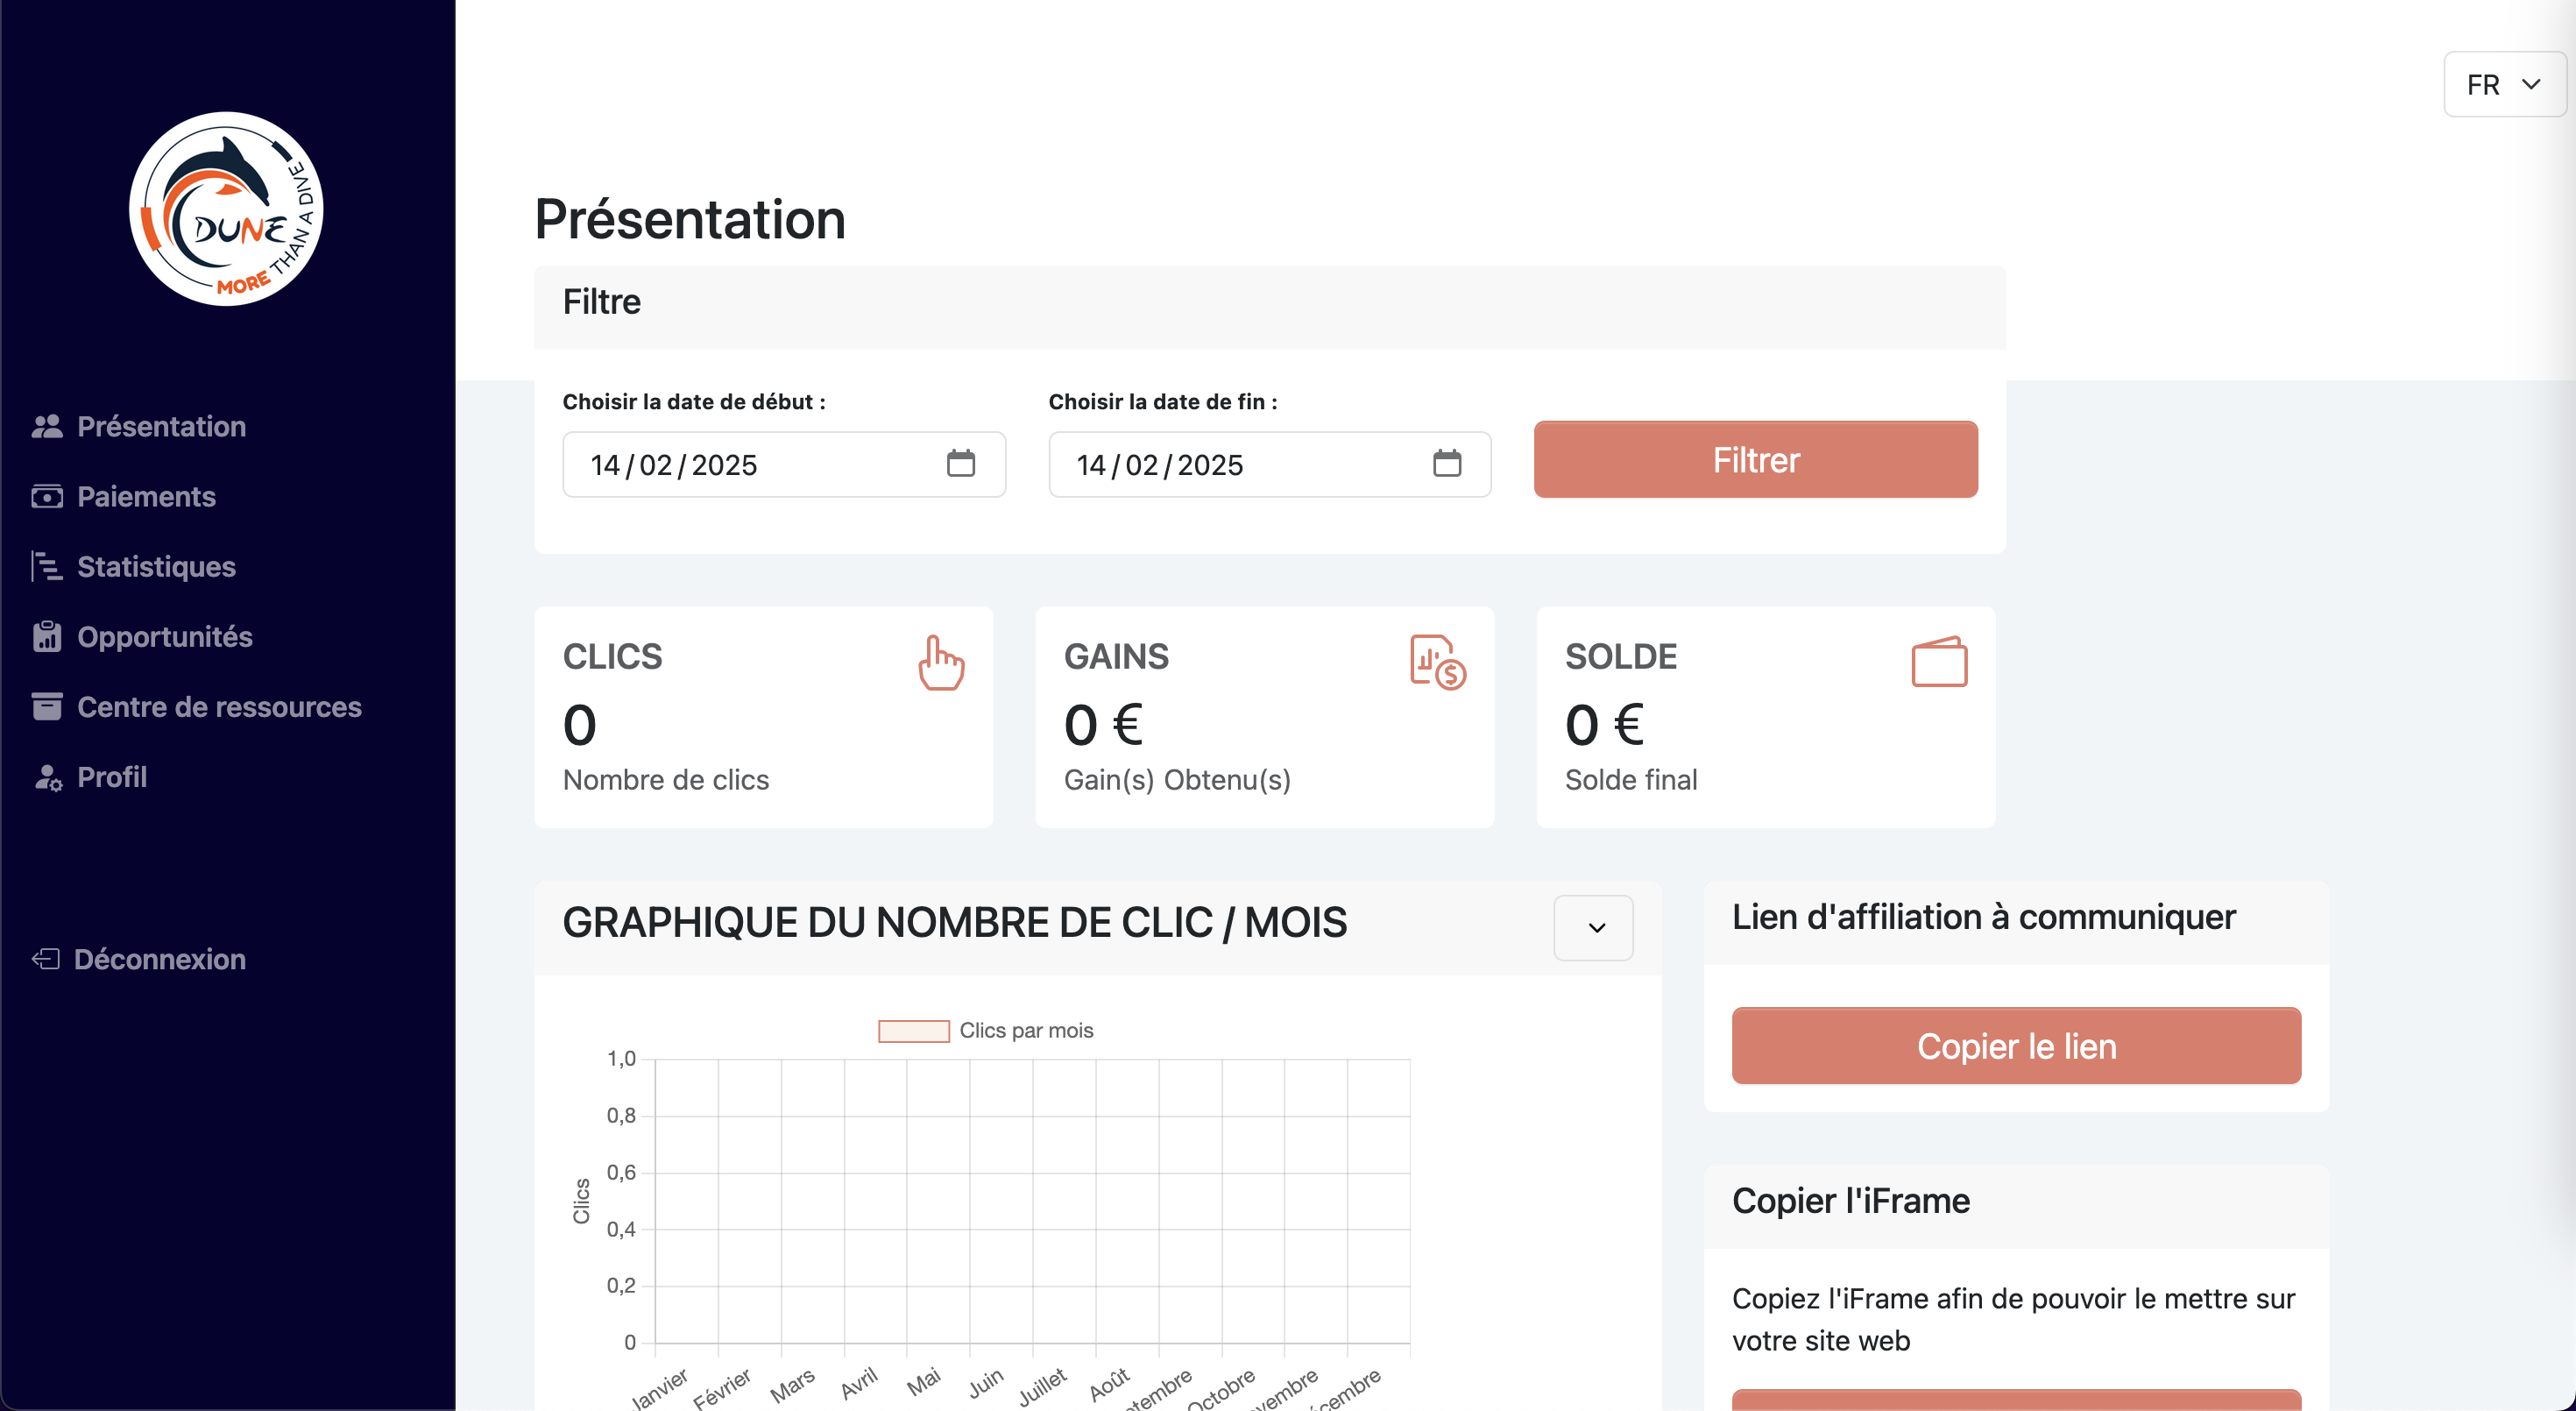 FR
DUNE
MORE THAN A DIVE
Présentation
Paiements
Statistiques
Opportunités
Centre de ressources
Profil
Déconnexion
Présentation
Filtre
Choisir la date de début :
14/02/2025
Choisir la date de fin :
14/02/2025
Filtrer
CLICS
0
Nombre de clics
GAINS
0 €
Gain(s) Obtenu(s)
SOLDE
0 €
Solde final
GRAPHIQUE DU NOMBRE DE CLIC / MOIS
Clics par mois
1,0
0,8
0,6
0,4
0,2
0
Clics
Janvier
Février
Mars
Avril
Mai
Juin
Juillet
Août
ptembre
Octobre
vembre
écembre
Lien d'affiliation à communiquer
Copier le lien
Copier l'iFrame
Copiez l'iFrame afin de pouvoir le mettre sur
votre site web